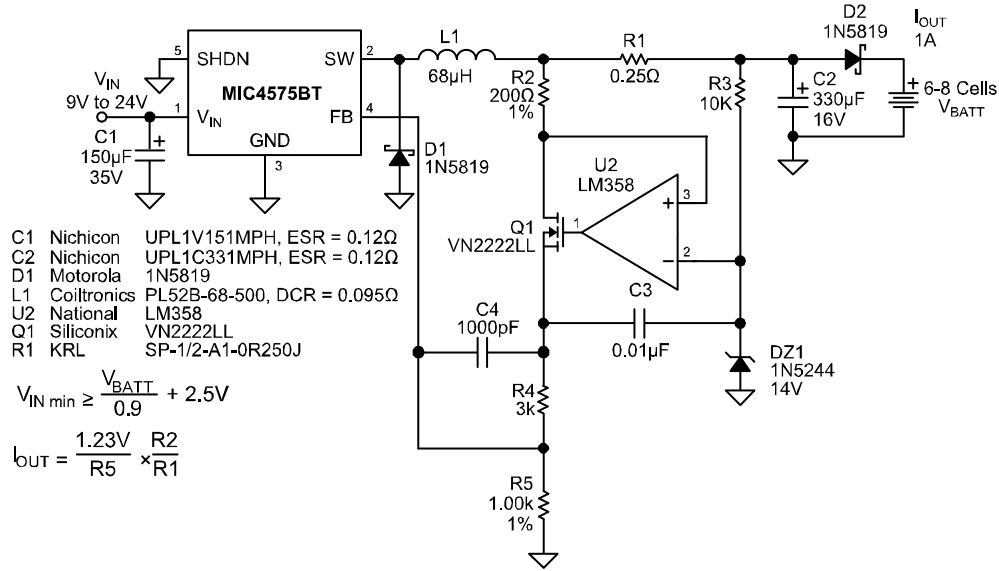 D2
1N5819
IOUT
1A
L1
68µH
R1
0.25Ω
5
SHDN
SW
2
MIC4575BT
VIN
9V to 24V
1
VIN
FB
4
GND
3
C1
150µF
35V
D1
1N5819
R2
200Ω
1%
R3
10K
C2
330µF
16V
6-8 Cells
VBATT
U2
LM358
3
2
1
Q1
VN2222LL
C1 Nichicon UPL1V151MPH, ESR = 0.12Ω
C2 Nichicon UPL1C331MPH, ESR = 0.12Ω
D1 Motorola 1N5819
L1 Coiltronics PL52B-68-500, DCR = 0.095Ω
U2 National LM358
Q1 Siliconix VN2222LL
R1 KRL SP-1/2-A1-0R250J
C4
1000pF
C3
0.01µF
DZ1
1N5244
14V
R4
3k
R5
1.00k
1%
VIN min ≥ VBATT / 0.9 + 2.5V
IOUT = 1.23V / R5 × R2 / R1